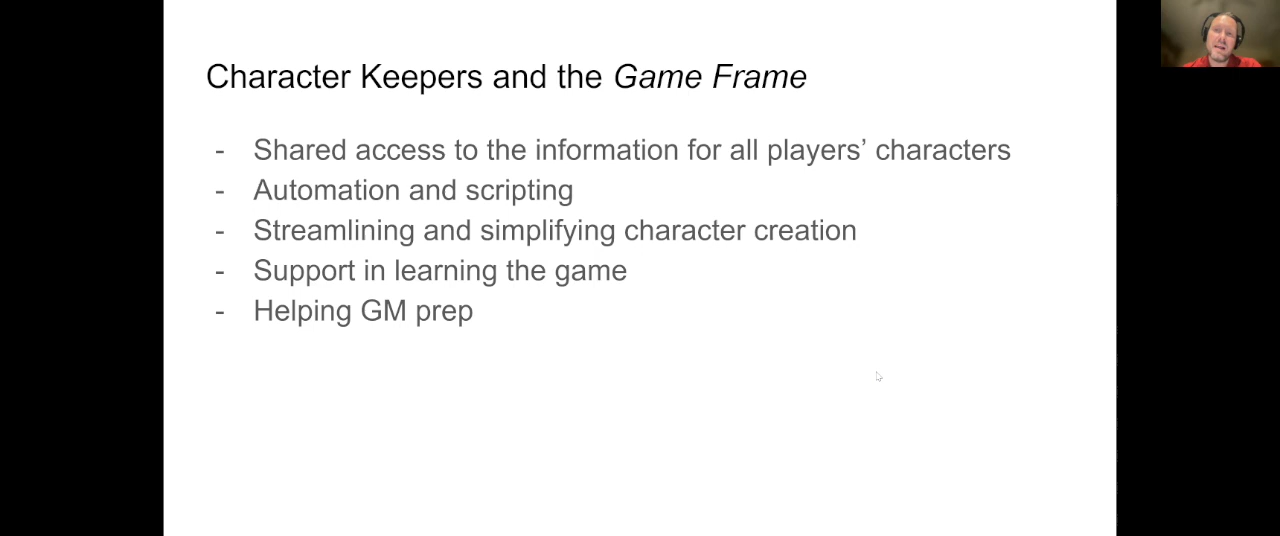 Character Keepers and the Game Frame
- Shared access to the information for all players’ characters
- Automation and scripting
- Streamlining and simplifying character creation
- Support in learning the game
- Helping GM prep